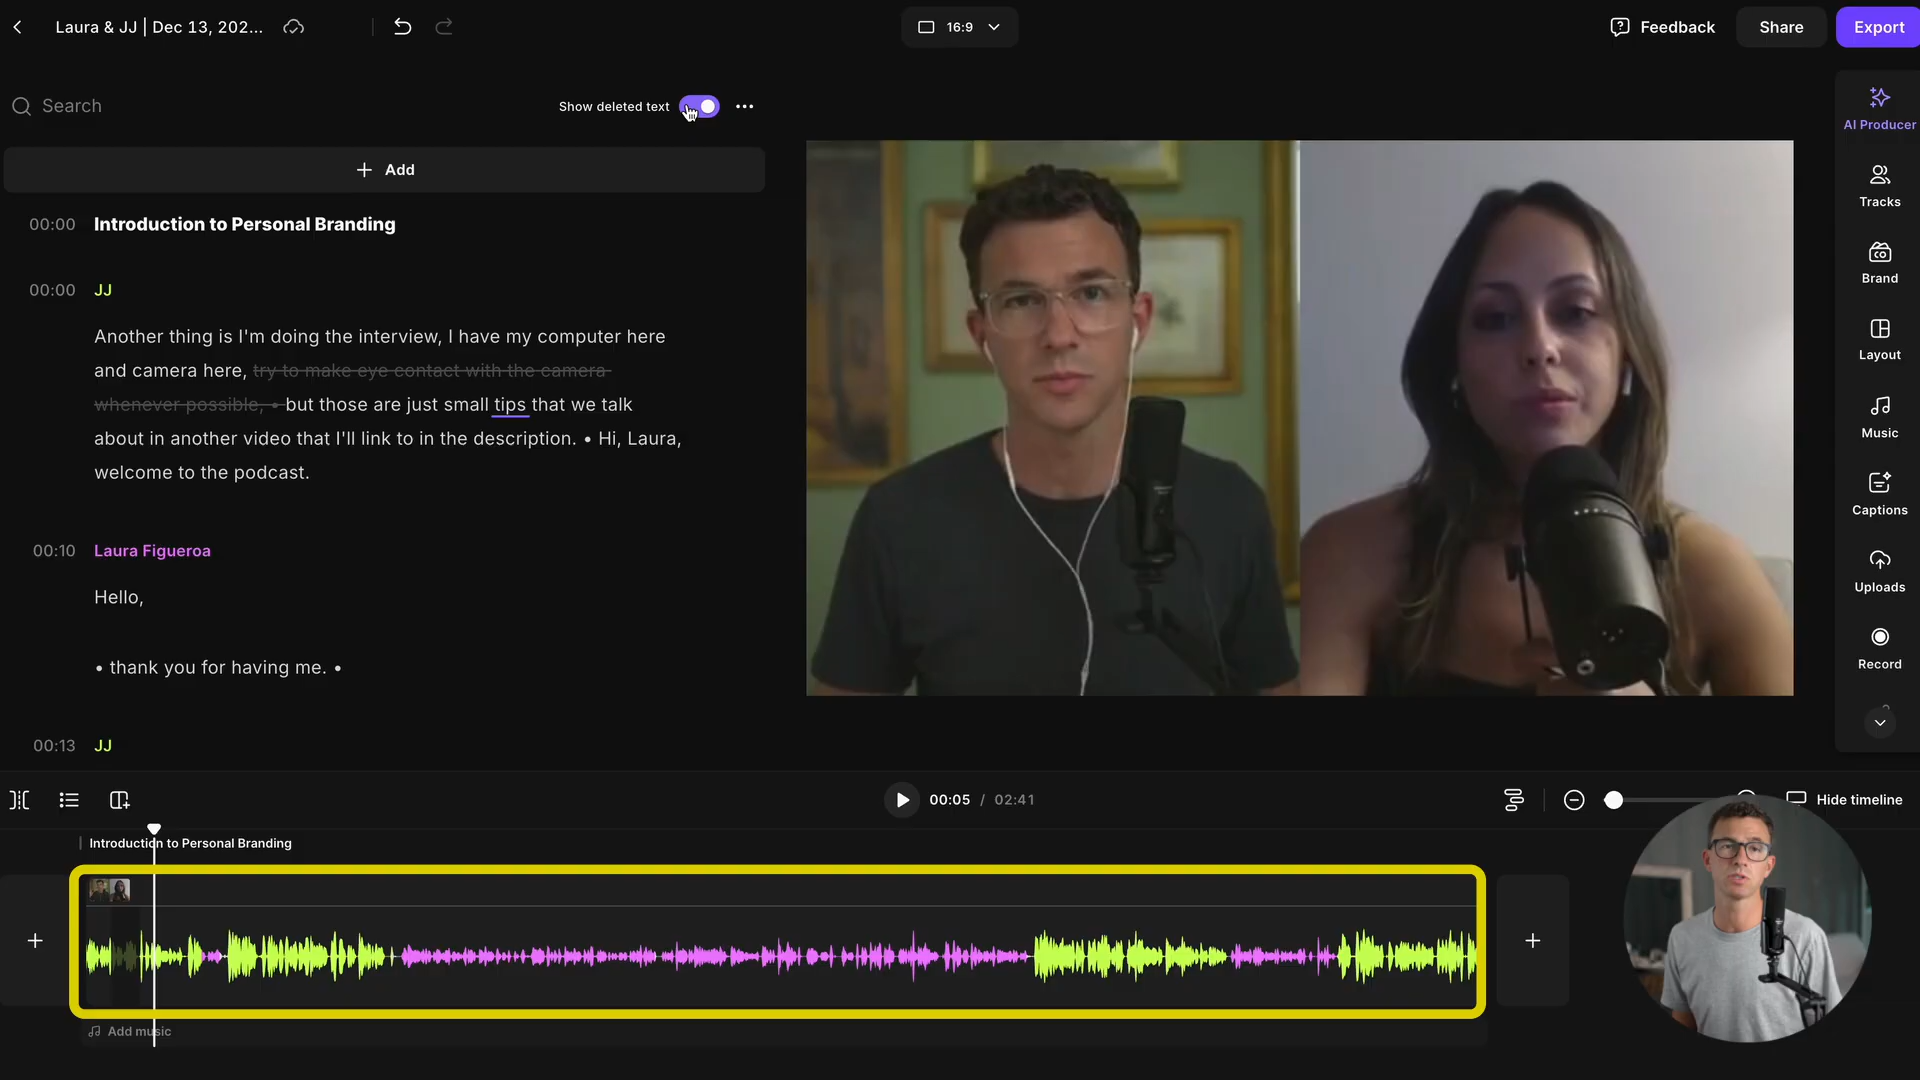 Laura & JJ | Dec 13, 202...
16:9
Feedback
Share
Export
Search
Show deleted text
AI Producer
Add
Tracks
00:00 Introduction to Personal Branding
Brand
00:00 JJ
Another thing is I'm doing the interview, I have my computer here
and camera here, try to make eye contact with the camera
whenever possible, • but those are just small tips that we talk
about in another video that I'll link to in the description. • Hi, Laura,
welcome to the podcast.
Layout
Music
Captions
00:10 Laura Figueroa
Hello,
• thank you for having me. •
Uploads
Record
00:13 JJ
00:05 / 02:41
Hide timeline
Introduction to Personal Branding
Add music